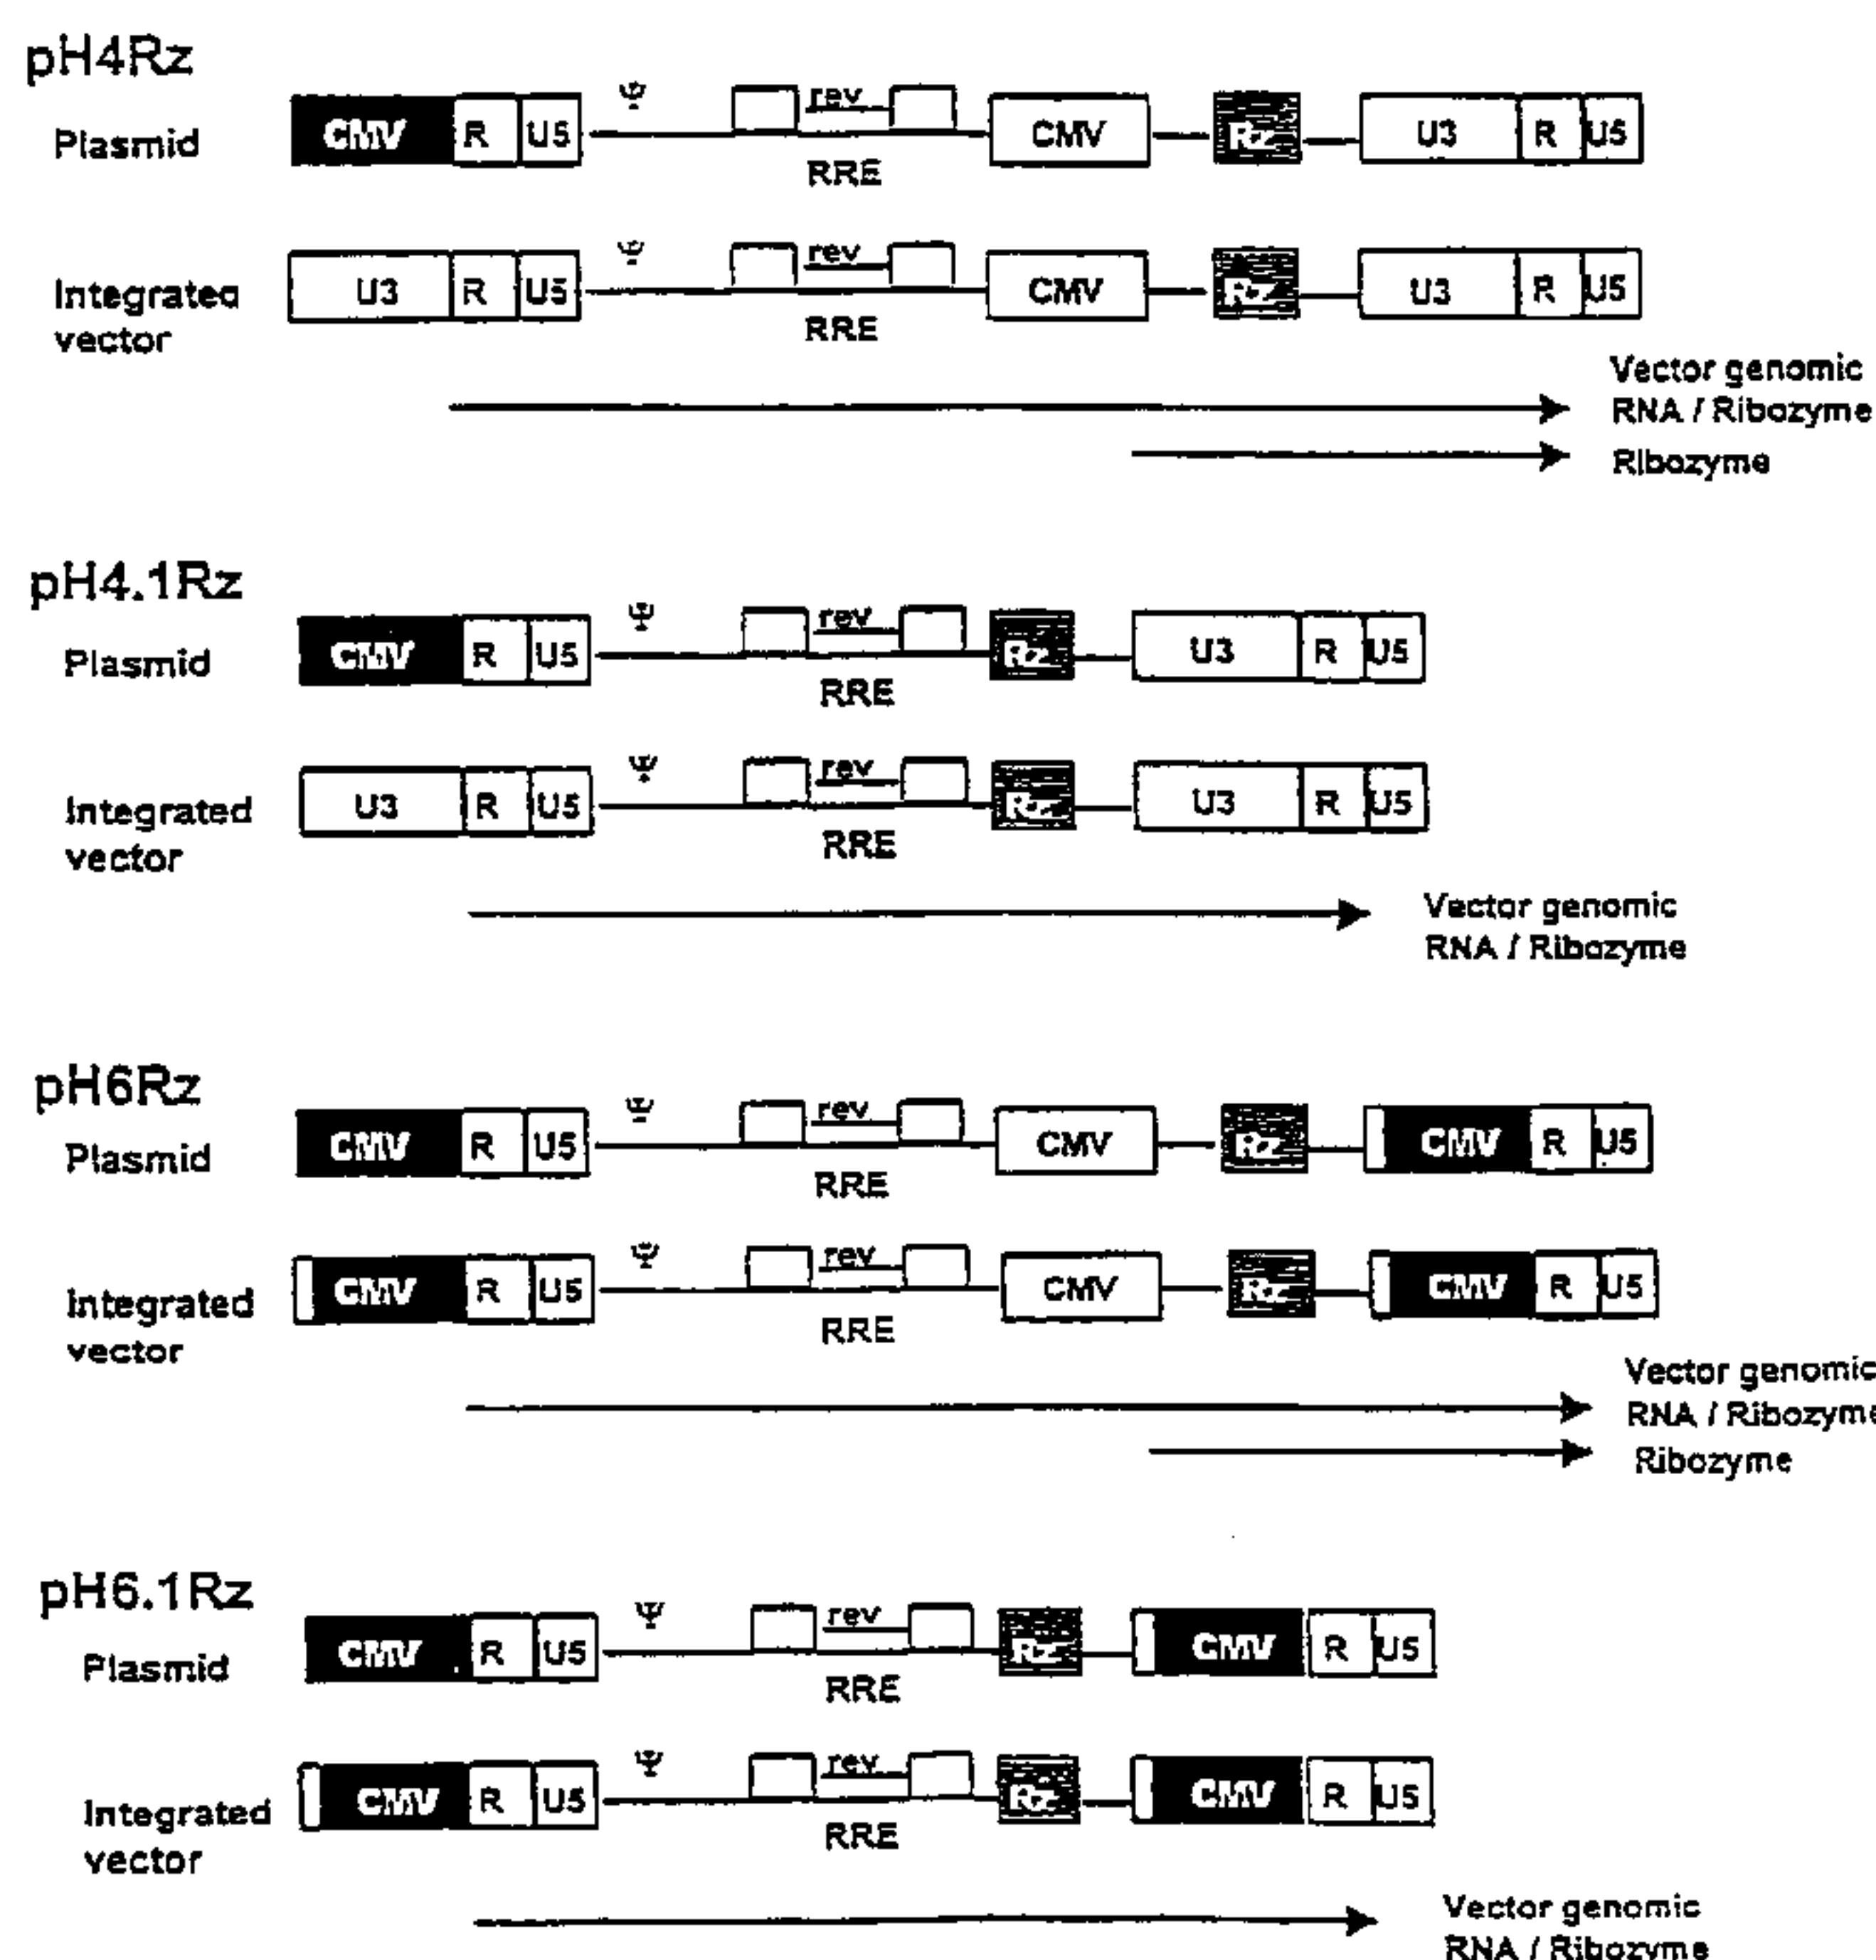 pH4Rz
Plasmid
CMV R U5 Ψ rev RRE CMV Rz U3 R U5
Integrated
vector
U3 R U5 Ψ rev RRE CMV Rz U3 R U5
Vector genomic
RNA / Ribozyme
Ribozyme
pH4.1Rz
Plasmid
CMV R U5 Ψ rev RRE Rz U3 R U5
Integrated
vector
U3 R U5 Ψ rev RRE Rz U3 R U5
Vector genomic
RNA / Ribozyme
pH6Rz
Plasmid
CMV R U5 Ψ rev RRE CMV Rz CMV R U5
Integrated
vector
CMV R U5 Ψ rev RRE CMV Rz CMV R U5
Vector genomic
RNA / Ribozyme
Ribozyme
pH6.1Rz
Plasmid
CMV R U5 Ψ rev RRE Rz CMV R U5
Integrated
vector
CMV R U5 Ψ rev RRE Rz CMV R U5
Vector genomic
RNA / Ribozyme